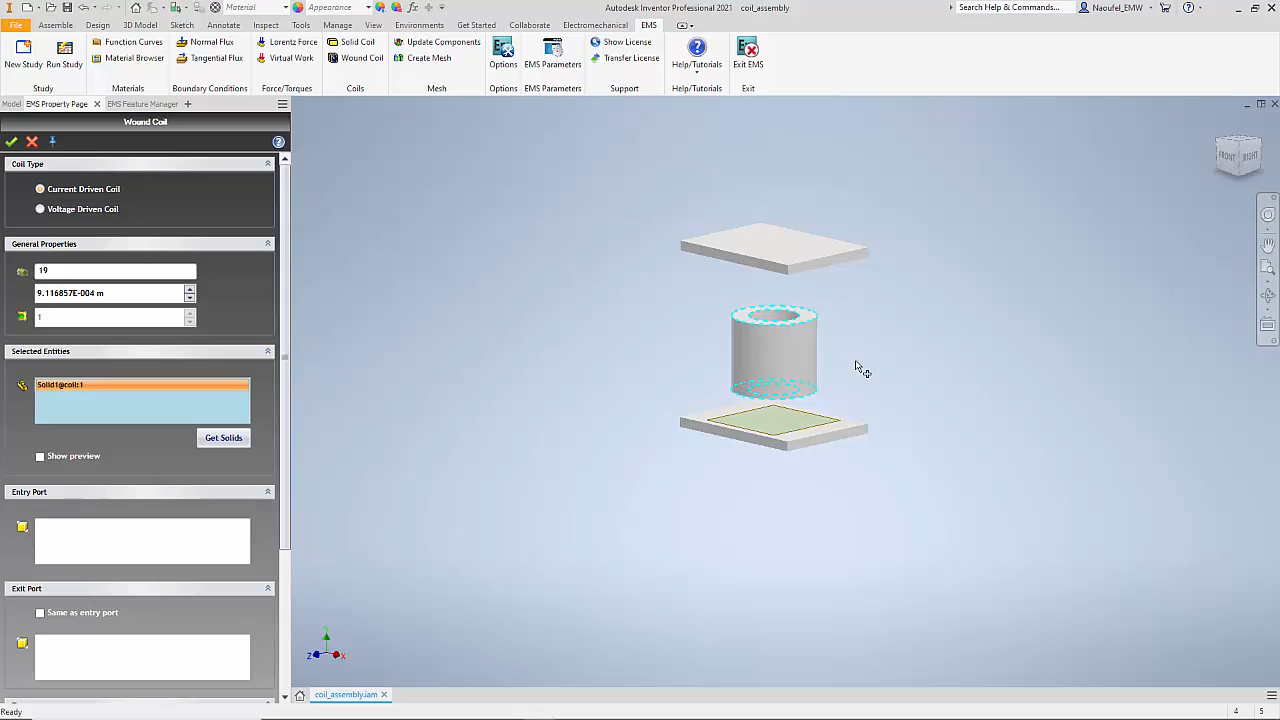 Material
Appearance
fx
Autodesk Inventor Professional 2021 coil_assembly
Search Help & Commands...
Naoufel_EMW
File Assemble Design 3D Model Sketch Annotate Inspect Tools Manage View Environments Get Started Collaborate Electromechanical EMS
New Study
Run Study
Study
Function Curves
Material Browser
Materials
Normal Flux
Tangential Flux
Boundary Conditions
Lorentz Force
Virtual Work
Force/Torques
Solid Coil
Wound Coil
Coils
Update Components
Create Mesh
Mesh
Options
Options
EMS Parameters
EMS Parameters
Show License
Transfer License
Support
Help/Tutorials
Help/Tutorials
Exit EMS
Exit
Model EMS Property Page EMS Feature Manager
Wound Coil
Coil Type
Current Driven Coil
Voltage Driven Coil
General Properties
19
9.116857E-004 m
1
Selected Entities
Solid1@coil:1
Get Solids
Show preview
Entry Port
Exit Port
Same as entry port
FRONT RIGHT
Z X
coil_assembly.iam
Ready
4 5